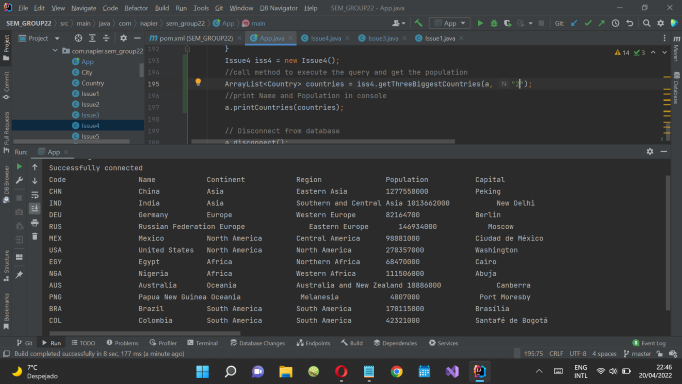 File Edit View Navigate Code Refactor Build Run Tools Git Window Help SEM_GROUP22 - App.java
SEM_GROUP22 src main java com napier sem_group22 App main
App
Git:
Project
pom.xml (SEM_GROUP22) App.java Issue4.java Issue3.java Issue1.java
com.napier.sem_group22
App
City
Country
Issue1
Issue2
Issue3
Issue4
Issue5
192 }
193 Issue4 iss4 = new Issue4();
194 //call method to execute the query and get the population
195 ArrayList<Country> countries = iss4.getThreeBiggestCountries(a, N "2");
196 //print Name and Population in console
197 a.printCountries(countries);
198
199 // Disconnect from database
a.disconnect();
14 3
Project
Commit
Pull Requests
DB Browser
Structure
Bookmarks
Maven
Database
Run: App
Successfully connected
Code Name Continent Region Population Capital
CHN China Asia Eastern Asia 1277558000 Peking
IND India Asia Southern and Central Asia 1013662000 New Delhi
DEU Germany Europe Western Europe 82164700 Berlin
RUS Russian Federation Europe Eastern Europe 146934000 Moscow
MEX Mexico North America Central America 98881000 Ciudad de México
USA United States North America North America 278357000 Washington
EGY Egypt Africa Northern Africa 68470000 Cairo
NGA Nigeria Africa Western Africa 111506000 Abuja
AUS Australia Oceania Australia and New Zealand 18886000 Canberra
PNG Papua New Guinea Oceania Melanesia 4807000 Port Moresby
BRA Brazil South America South America 170115000 Brasília
COL Colombia South America South America 42321000 Santafé de Bogotá
Git Run TODO Problems Profiler Terminal CheckStyle Endpoints Build Dependencies Services Event Log
Build completed successfully in 8 sec, 177 ms (a minute ago) 195:75 CRLF UTF-8 4 spaces master
7°C
Despejado
ENG
INTL
22:46
20/04/2022